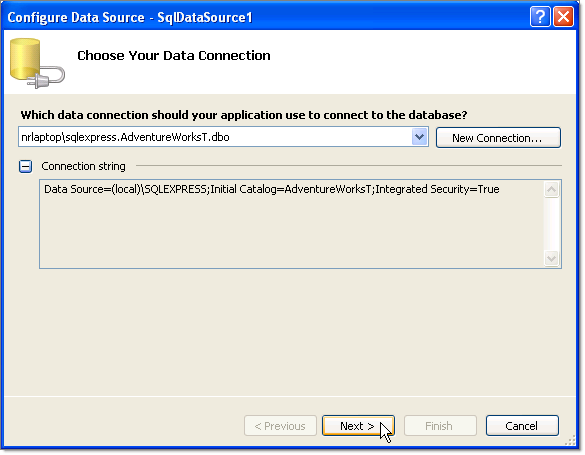 Configure Data Source - SqlDataSource1
Choose Your Data Connection
Which data connection should your application use to connect to the database?
nrlaptop\sqlexpress.AdventureWorksT.dbo New Connection...
Connection string
Data Source=(local)\SQLEXPRESS;Initial Catalog=AdventureWorksT;Integrated Security=True
< Previous Next > Finish Cancel